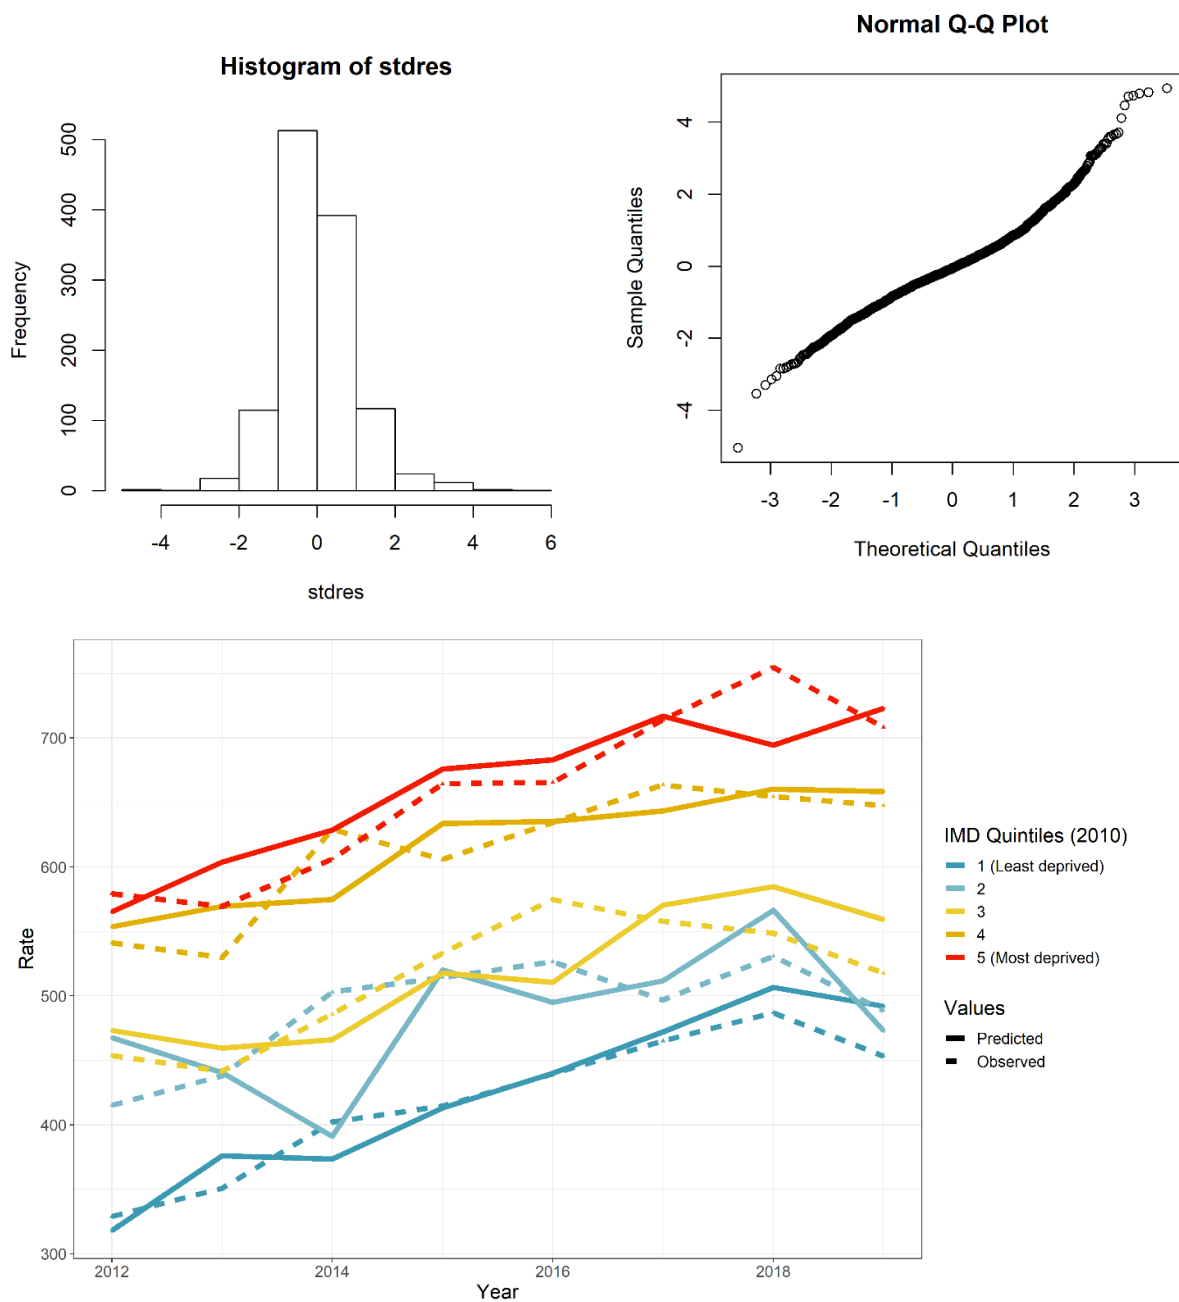 Histogram of stdres
Frequency
0
100
200
300
400
500
-4
-2
0
2
4
6
stdres
Normal Q-Q Plot
Sample Quantiles
-4
-2
0
2
4
-3
-2
-1
0
1
2
3
Theoretical Quantiles
Rate
700
600
500
400
300
2012
2014
2016
2018
Year
IMD Quintiles (2010)
1 (Least deprived)
2
3
4
5 (Most deprived)
Values
Predicted
Observed